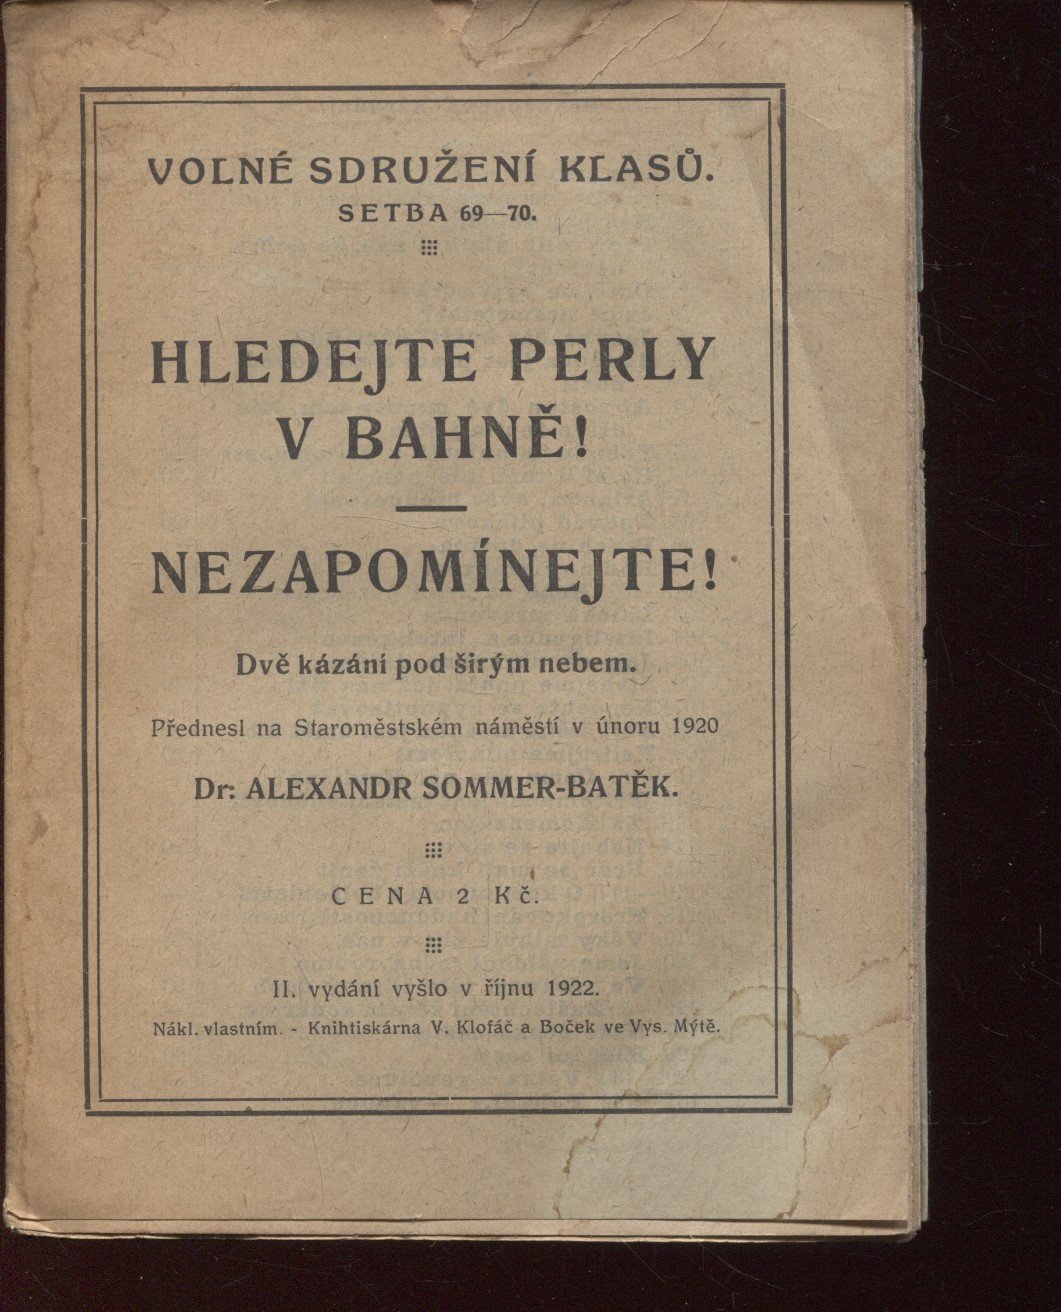 VOLNÉ SDRUŽENÍ KLASŮ.
SETBA 69—70.
HLEDEJTE PERLY
V BAHNĚ!
NEZAPOMÍNEJTE!
Dvě kázání pod širým nebem.
Přednesl na Staroměstském náměstí v únoru 1920
Dr: ALEXANDR SOMMER-BATĚK.
CENA 2 Kč.
II. vydání vyšlo v říjnu 1922.
Nákl. vlastním. - Knihtiskárna V. Klofáč a Boček ve Vys. Mýtě.